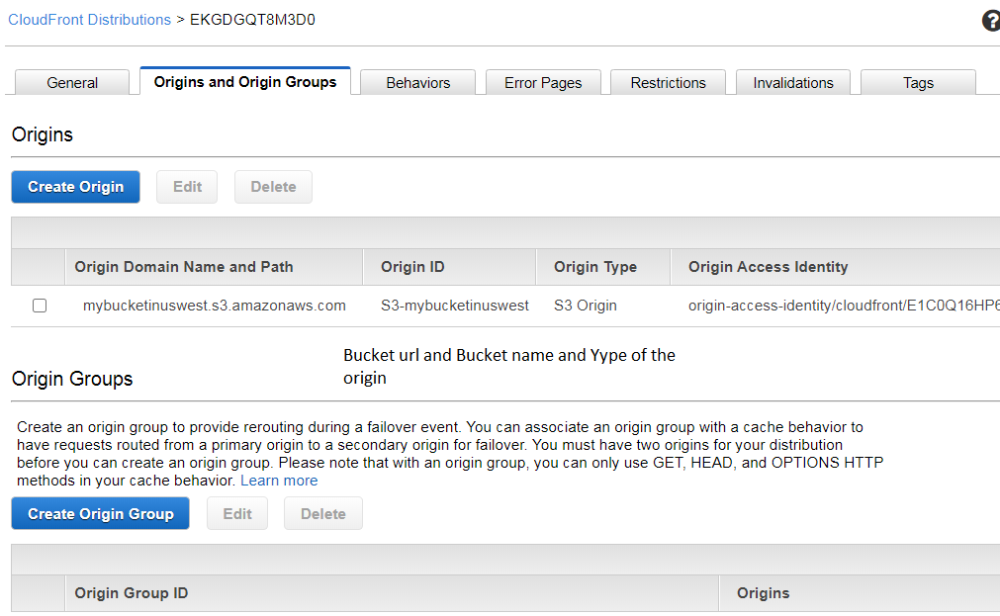 CloudFront Distributions > EKGDGQT8M3D0
?
General Origins and Origin Groups Behaviors Error Pages Restrictions Invalidations Tags
Origins
Create Origin Edit Delete
Origin Domain Name and Path Origin ID Origin Type Origin Access Identity
mybucketinuswest.s3.amazonaws.com S3-mybucketinuswest S3 Origin origin-access-identity/cloudfront/E1C0Q16HP6
Bucket url and Bucket name and Yype of the
origin
Origin Groups
Create an origin group to provide rerouting during a failover event. You can associate an origin group with a cache behavior to
have requests routed from a primary origin to a secondary origin for failover. You must have two origins for your distribution
before you can create an origin group. Please note that with an origin group, you can only use GET, HEAD, and OPTIONS HTTP
methods in your cache behavior. Learn more
Create Origin Group Edit Delete
Origin Group ID Origins